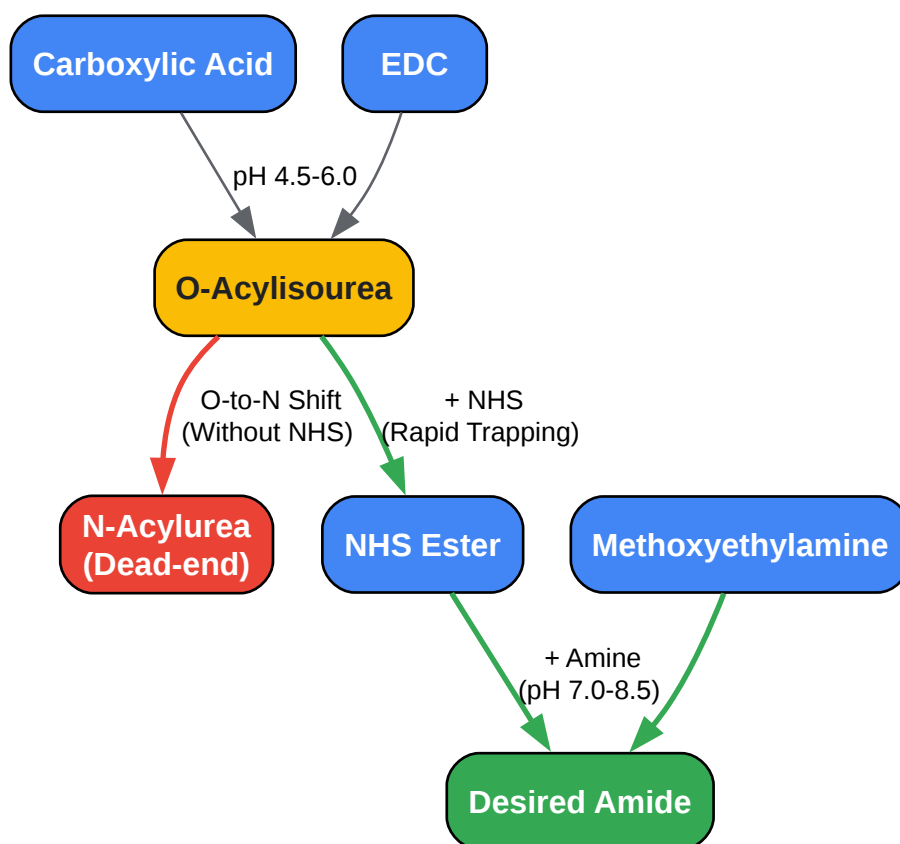 Carboxylic Acid
EDC
pH 4.5-6.0
O-Acylisourea
O-to-N Shift
(Without NHS)
+ NHS
(Rapid Trapping)
N-Acylurea
(Dead-end)
NHS Ester
Methoxyethylamine
+ Amine
(pH 7.0-8.5)
Desired Amide